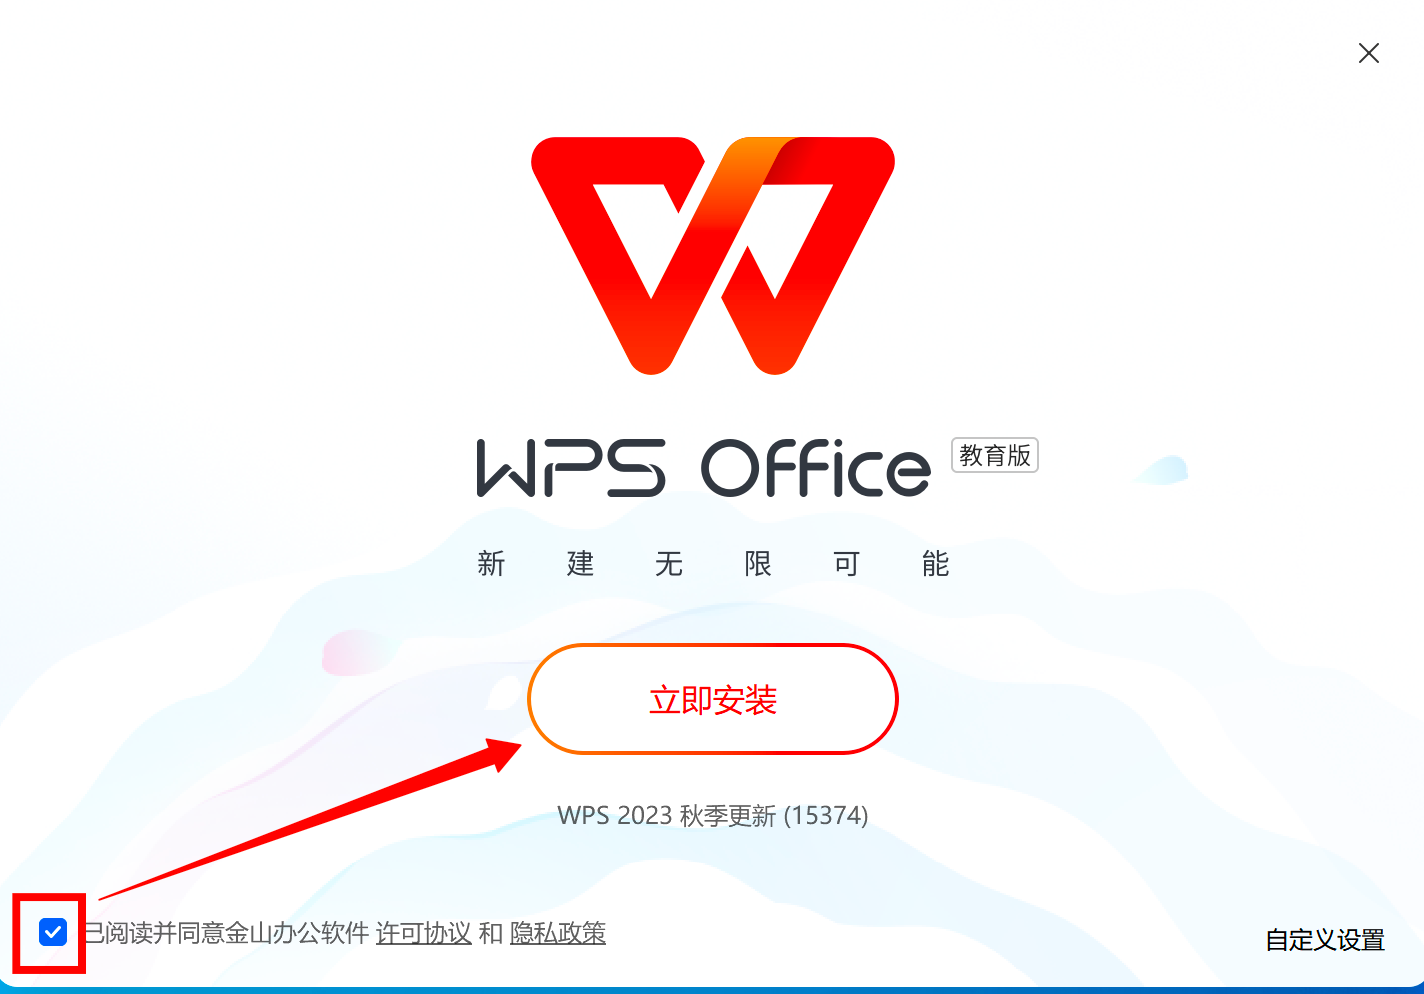 WPS Office 教育版
新建无限可能
立即安装
WPS 2023 秋季更新 (15374)
已阅读并同意金山办公软件 许可协议 和 隐私政策
自定义设置